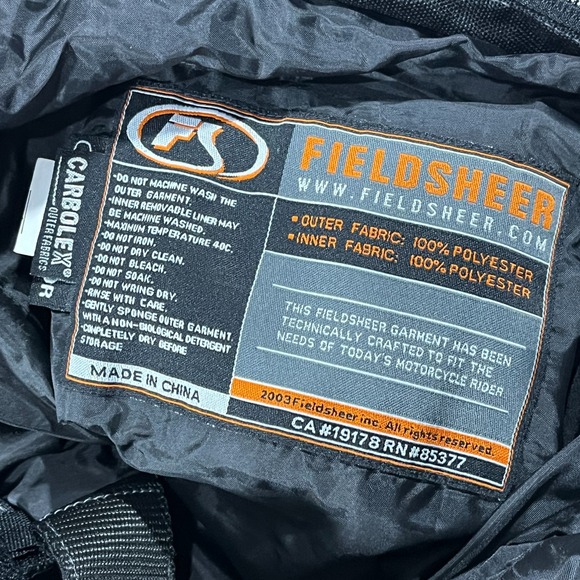 FS
FIELDSHEER
WWW.FIELDSHEER.COM
•OUTER FABRIC: 100% POLYESTER
•INNER FABRIC: 100% POLYESTER
THIS FIELDSHEER GARMENT HAS BEEN
TECHNICALLY CRAFTED TO FIT THE
NEEDS OF TODAY'S MOTORCYCLE RIDER
2003 Fieldsheer inc. All rights reserved.
CA#19178 RN#85377
-DO NOT MACHINE WASH THE
OUTER GARMENT.
-INNER REMOVABLE LINER MAY
BE MACHINE WASHED.
-MAXIMUM TEMPERATURE 40C.
-DO NOT IRON.
-DO NOT DRY CLEAN.
-DO NOT BLEACH.
-DO NOT SOAK.
-DO NOT WRING DRY.
-RINSE WITH CARE.
-GENTLY SPONGE OUTER GARMENT.
WITH A NON-BIOLOGICAL DETERGENT
-COMPLETELY DRY BEFORE
STORAGE
MADE IN CHINA
CARBOLEX®
OUTER FABRICS